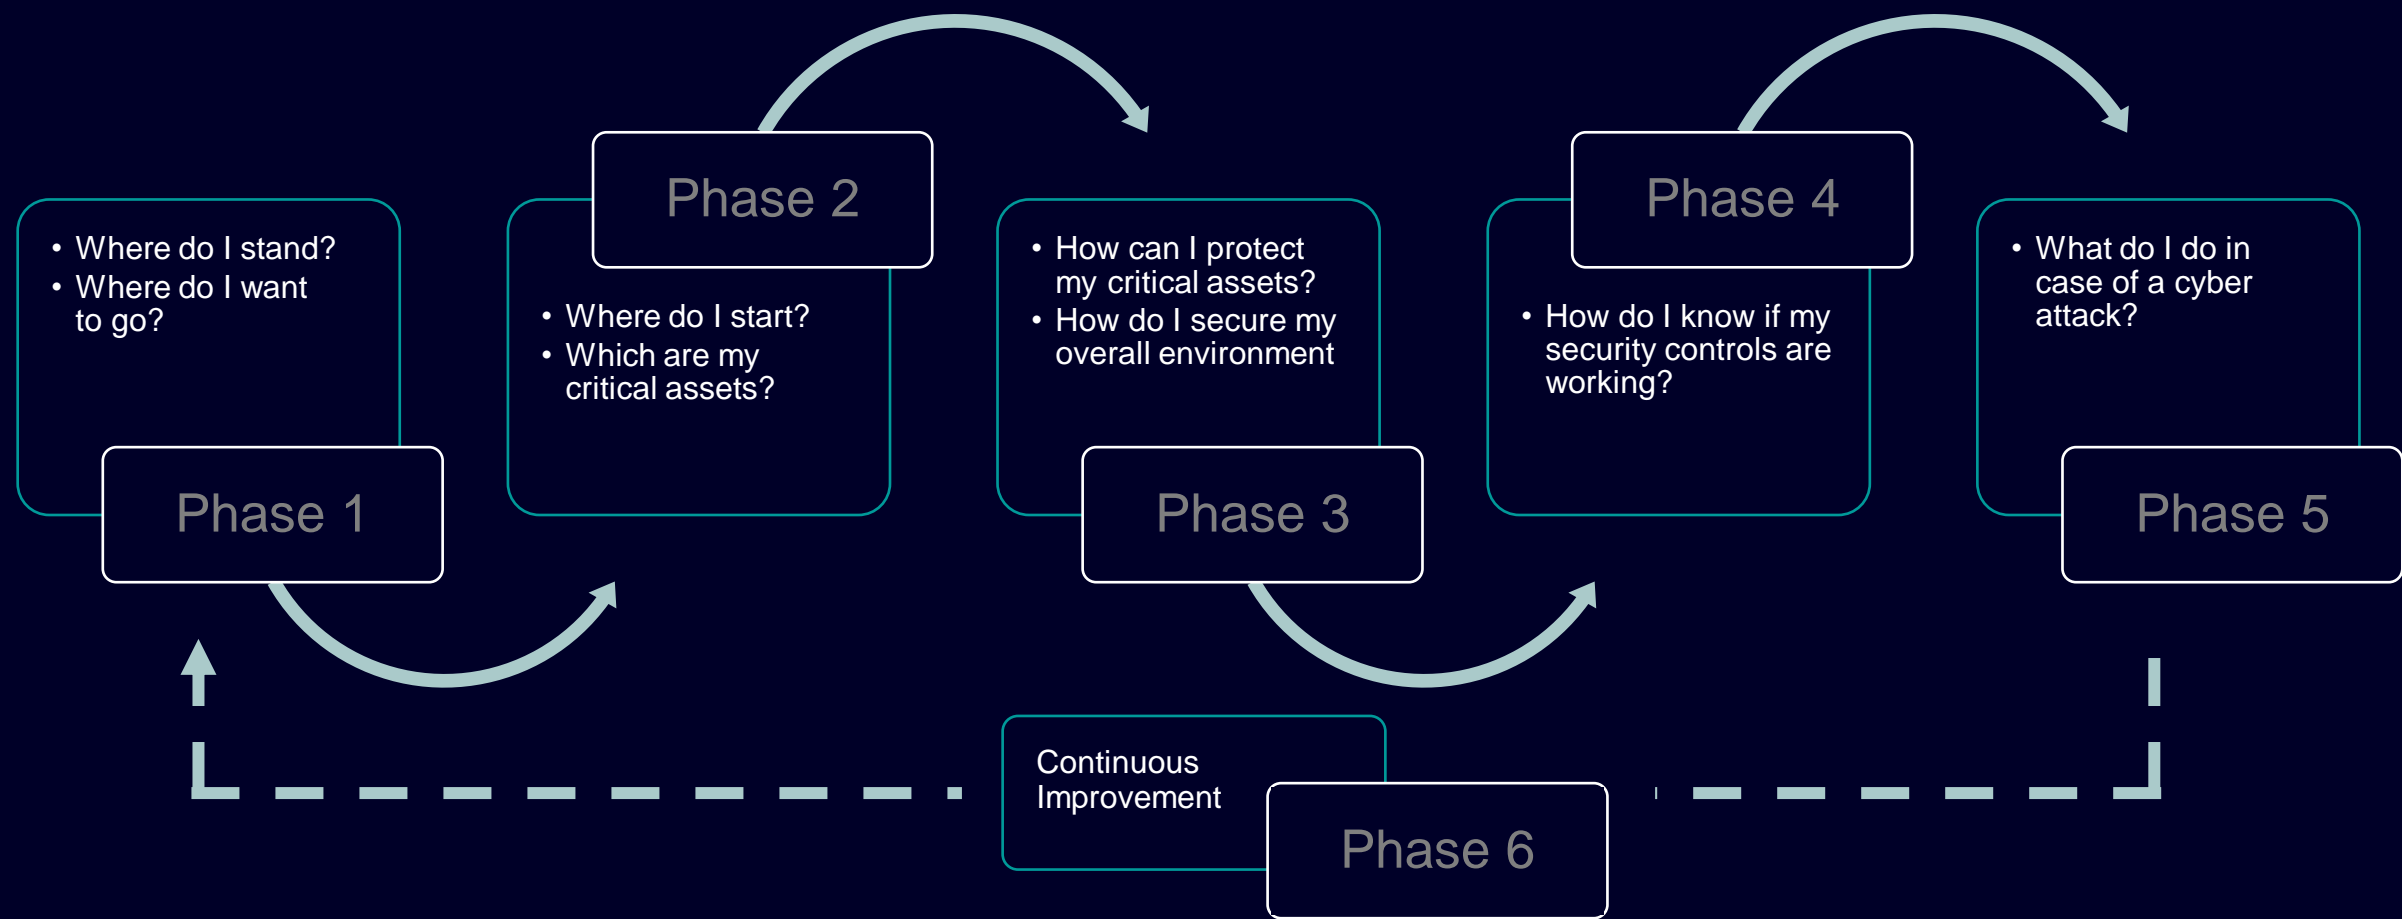 • Where do I stand?
• Where do I want
to go?
Phase 1
Phase 2
• Where do I start?
• Which are my
critical assets?
• How can I protect
my critical assets?
• How do I secure my
overall environment
Phase 3
Phase 4
• How do I know if my
security controls are
working?
• What do I do in
case of a cyber
attack?
Phase 5
Continuous
Improvement
Phase 6